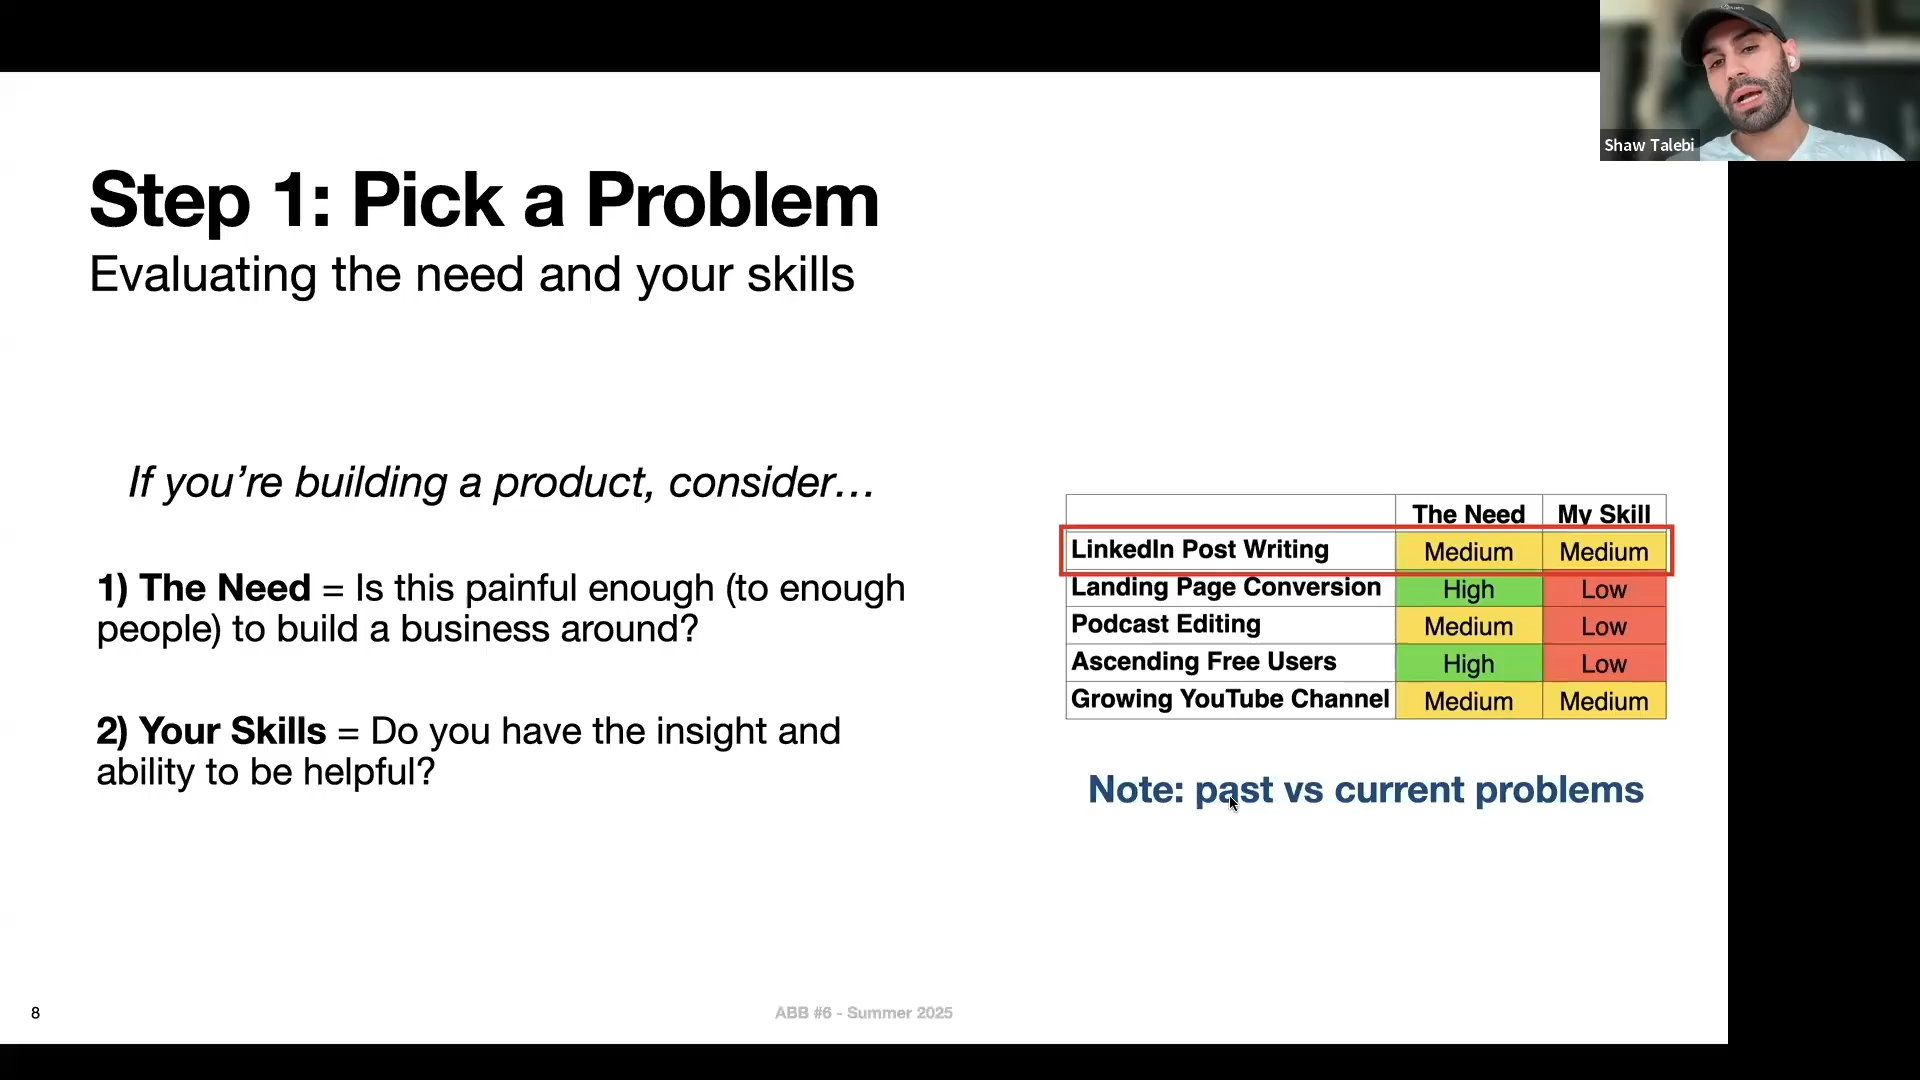 Shaw Talebi
Step 1: Pick a Problem
Evaluating the need and your skills
If you’re building a product, consider…
1) The Need = Is this painful enough (to enough
people) to build a business around?
2) Your Skills = Do you have the insight and
ability to be helpful?
The Need My Skill
LinkedIn Post Writing Medium Medium
Landing Page Conversion High Low
Podcast Editing Medium Low
Ascending Free Users High Low
Growing YouTube Channel Medium Medium
Note: past vs current problems
8
ABB #6 - Summer 2025